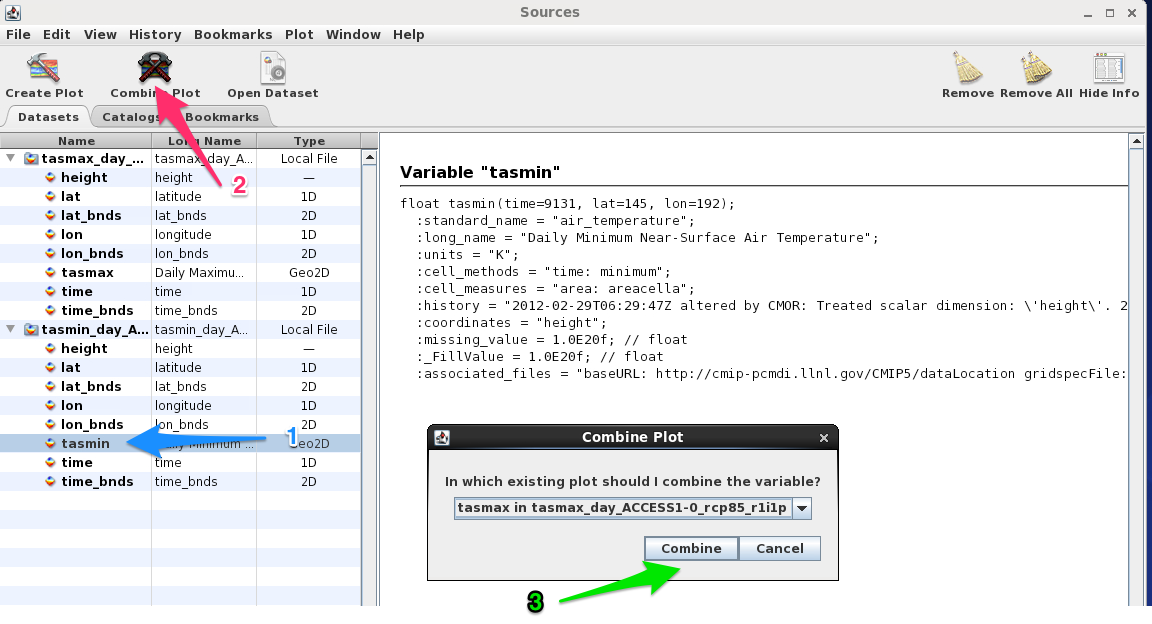 Sources
File Edit View History Bookmarks Plot Window Help
Create Plot Combine Plot Open Dataset Remove Remove All Hide Info
Datasets Catalogs Bookmarks
Name Long Name Type
tasmax_day_... tasmax_day_A... Local File
height height —
lat latitude 1D
lat_bnds lat_bnds 2D
lon longitude 1D
lon_bnds lon_bnds 2D
tasmax Daily Maximu... Geo2D
time time 1D
time_bnds time_bnds 2D
tasmin_day_A... tasmin_day_A... Local File
height height —
lat latitude 1D
lat_bnds lat_bnds 2D
lon longitude 1D
lon_bnds lon_bnds 2D
tasmin Daily Minimum ... Geo2D
time time 1D
time_bnds time_bnds 2D
1
2
Variable "tasmin"
float tasmin(time=9131, lat=145, lon=192);
:standard_name = "air_temperature";
:long_name = "Daily Minimum Near-Surface Air Temperature";
:units = "K";
:cell_methods = "time: minimum";
:cell_measures = "area: areacella";
:history = "2012-02-29T06:29:47Z altered by CMOR: Treated scalar dimension: \'height\'. 2
:coordinates = "height";
:missing_value = 1.0E20f; // float
:_FillValue = 1.0E20f; // float
:associated_files = "baseURL: http://cmip-pcmdi.llnl.gov/CMIP5/dataLocation gridspecFile:
Combine Plot
In which existing plot should I combine the variable?
tasmax in tasmax_day_ACCESS1-0_rcp85_r1i1p
Combine Cancel
3